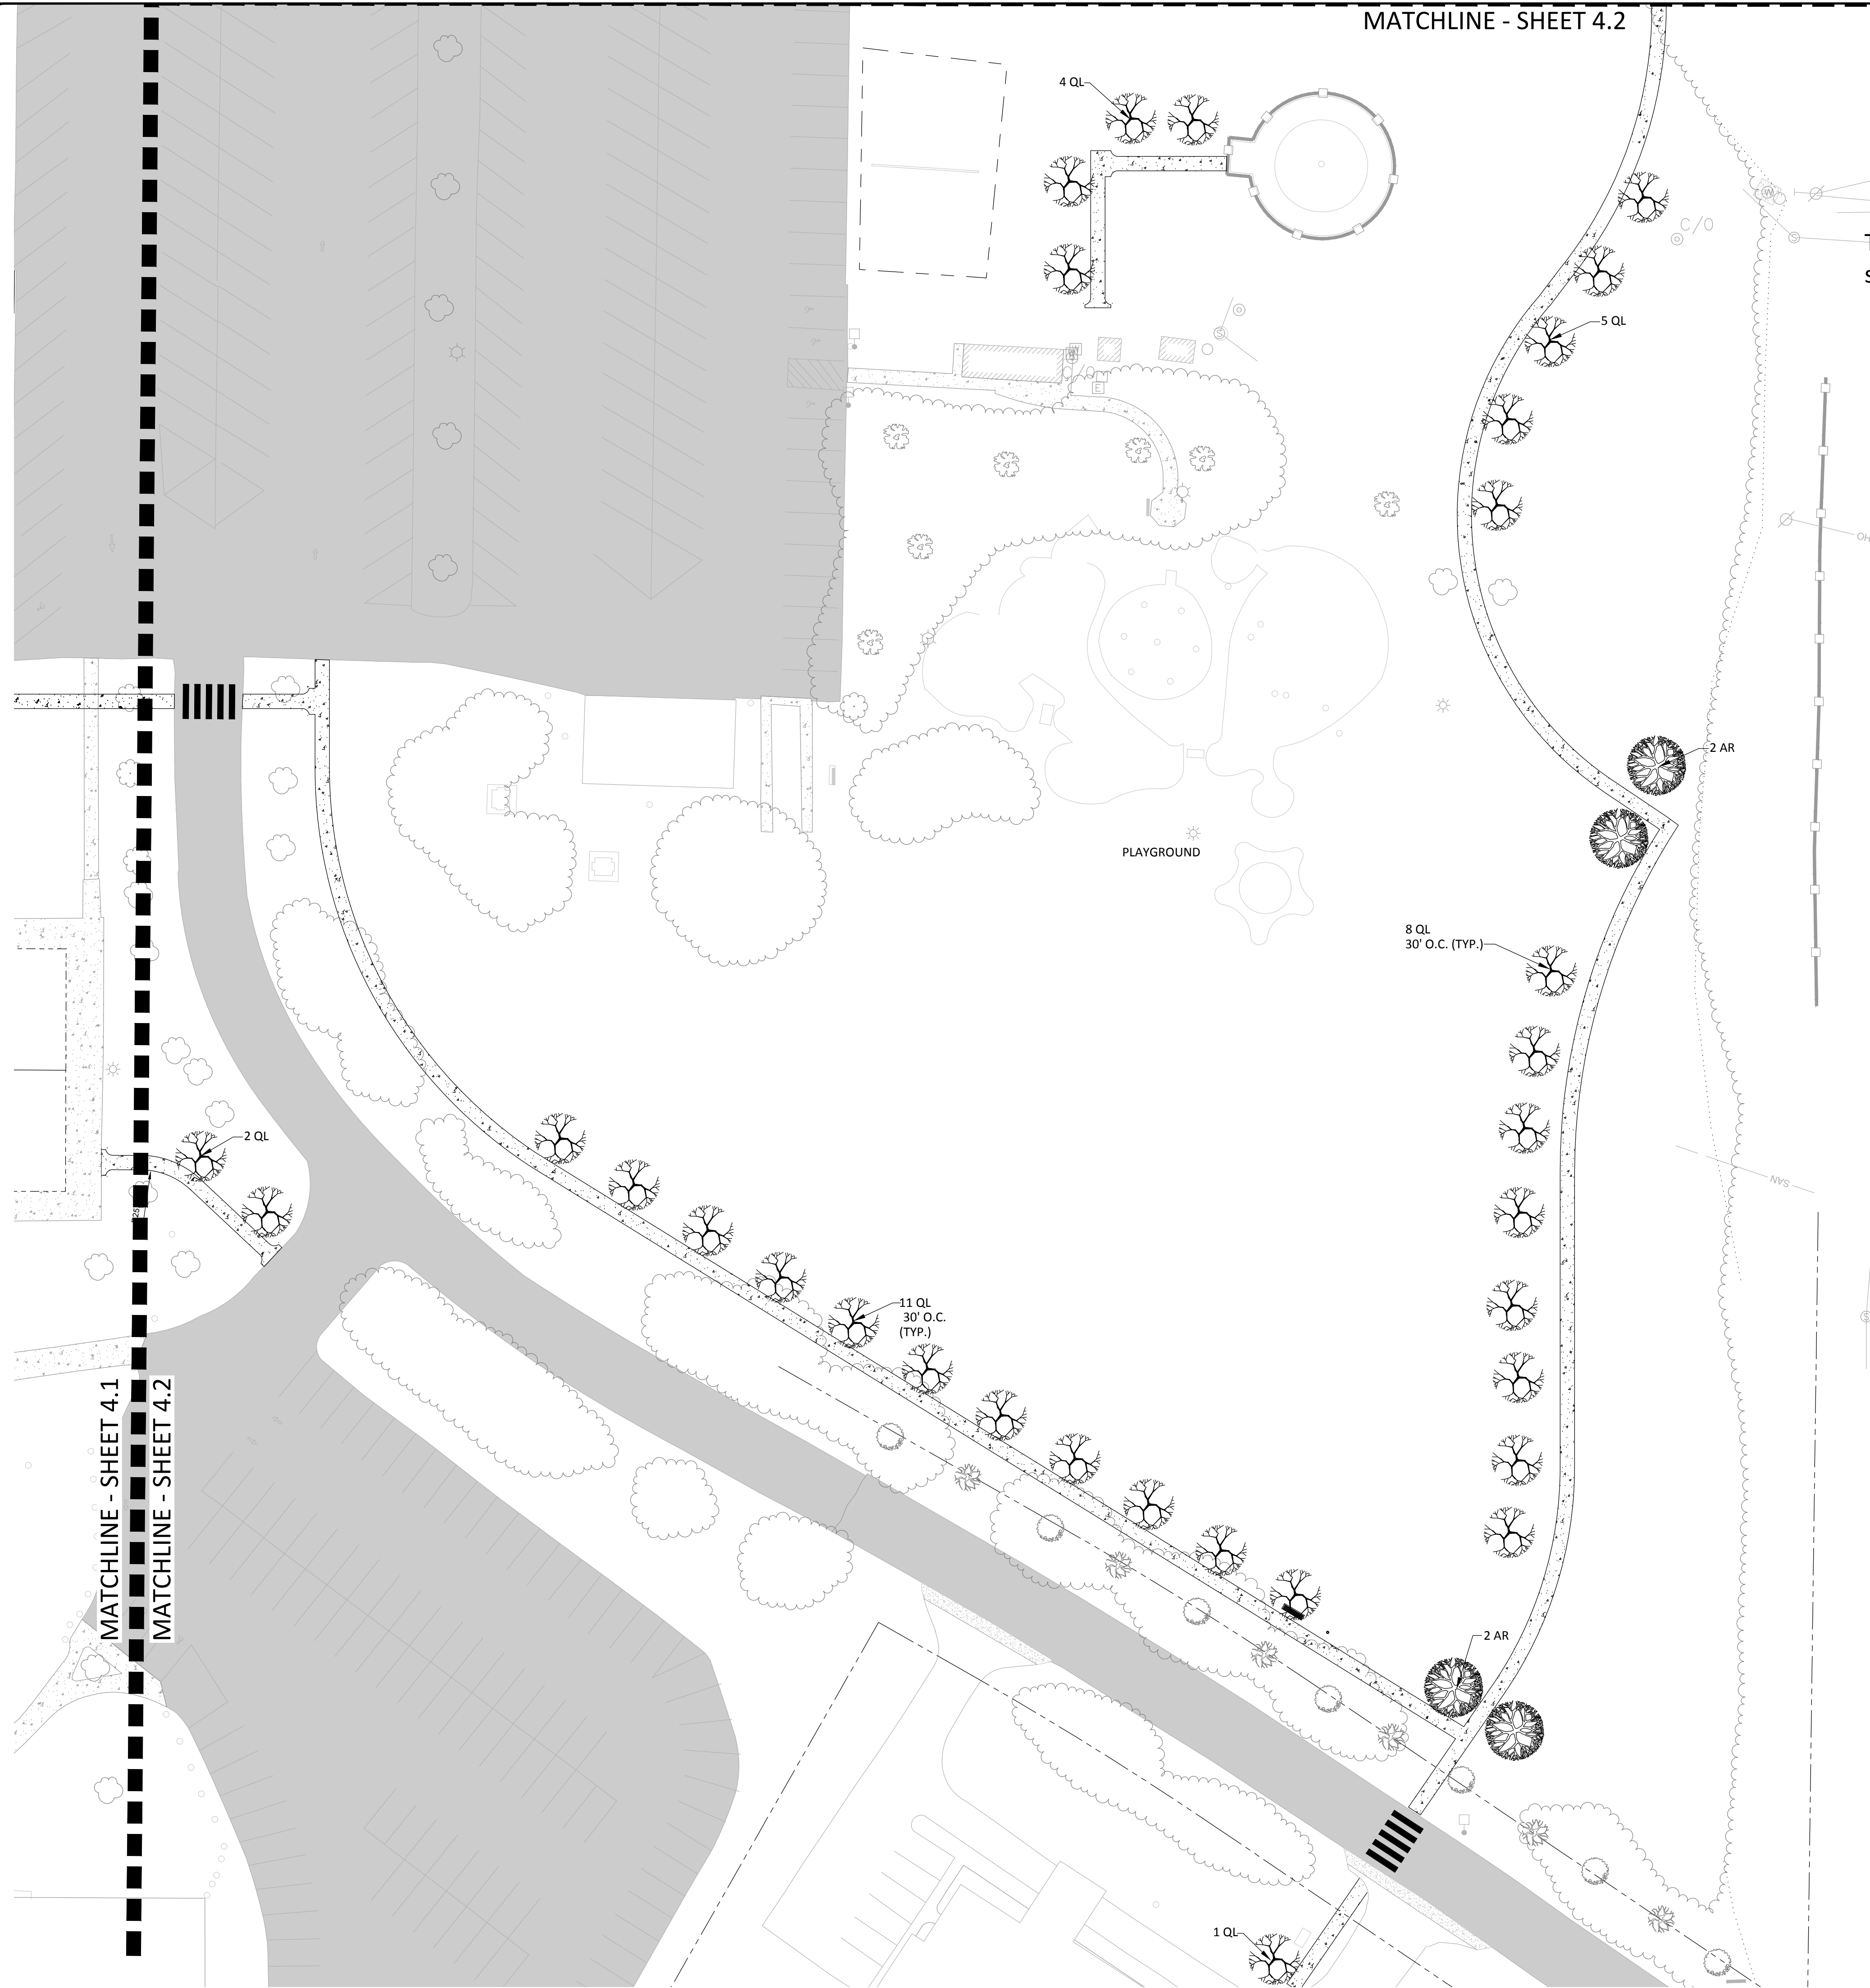 MATCHLINE - SHEET 4.2
4 QL
C/O
W
S
5 QL
S
E
OH
2 AR
PLAYGROUND
8 QL
30' O.C. (TYP.)
2 QL
SAN
11 QL
30' O.C.
(TYP.)
MATCHLINE - SHEET 4.1
MATCHLINE - SHEET 4.2
2 AR
1 QL